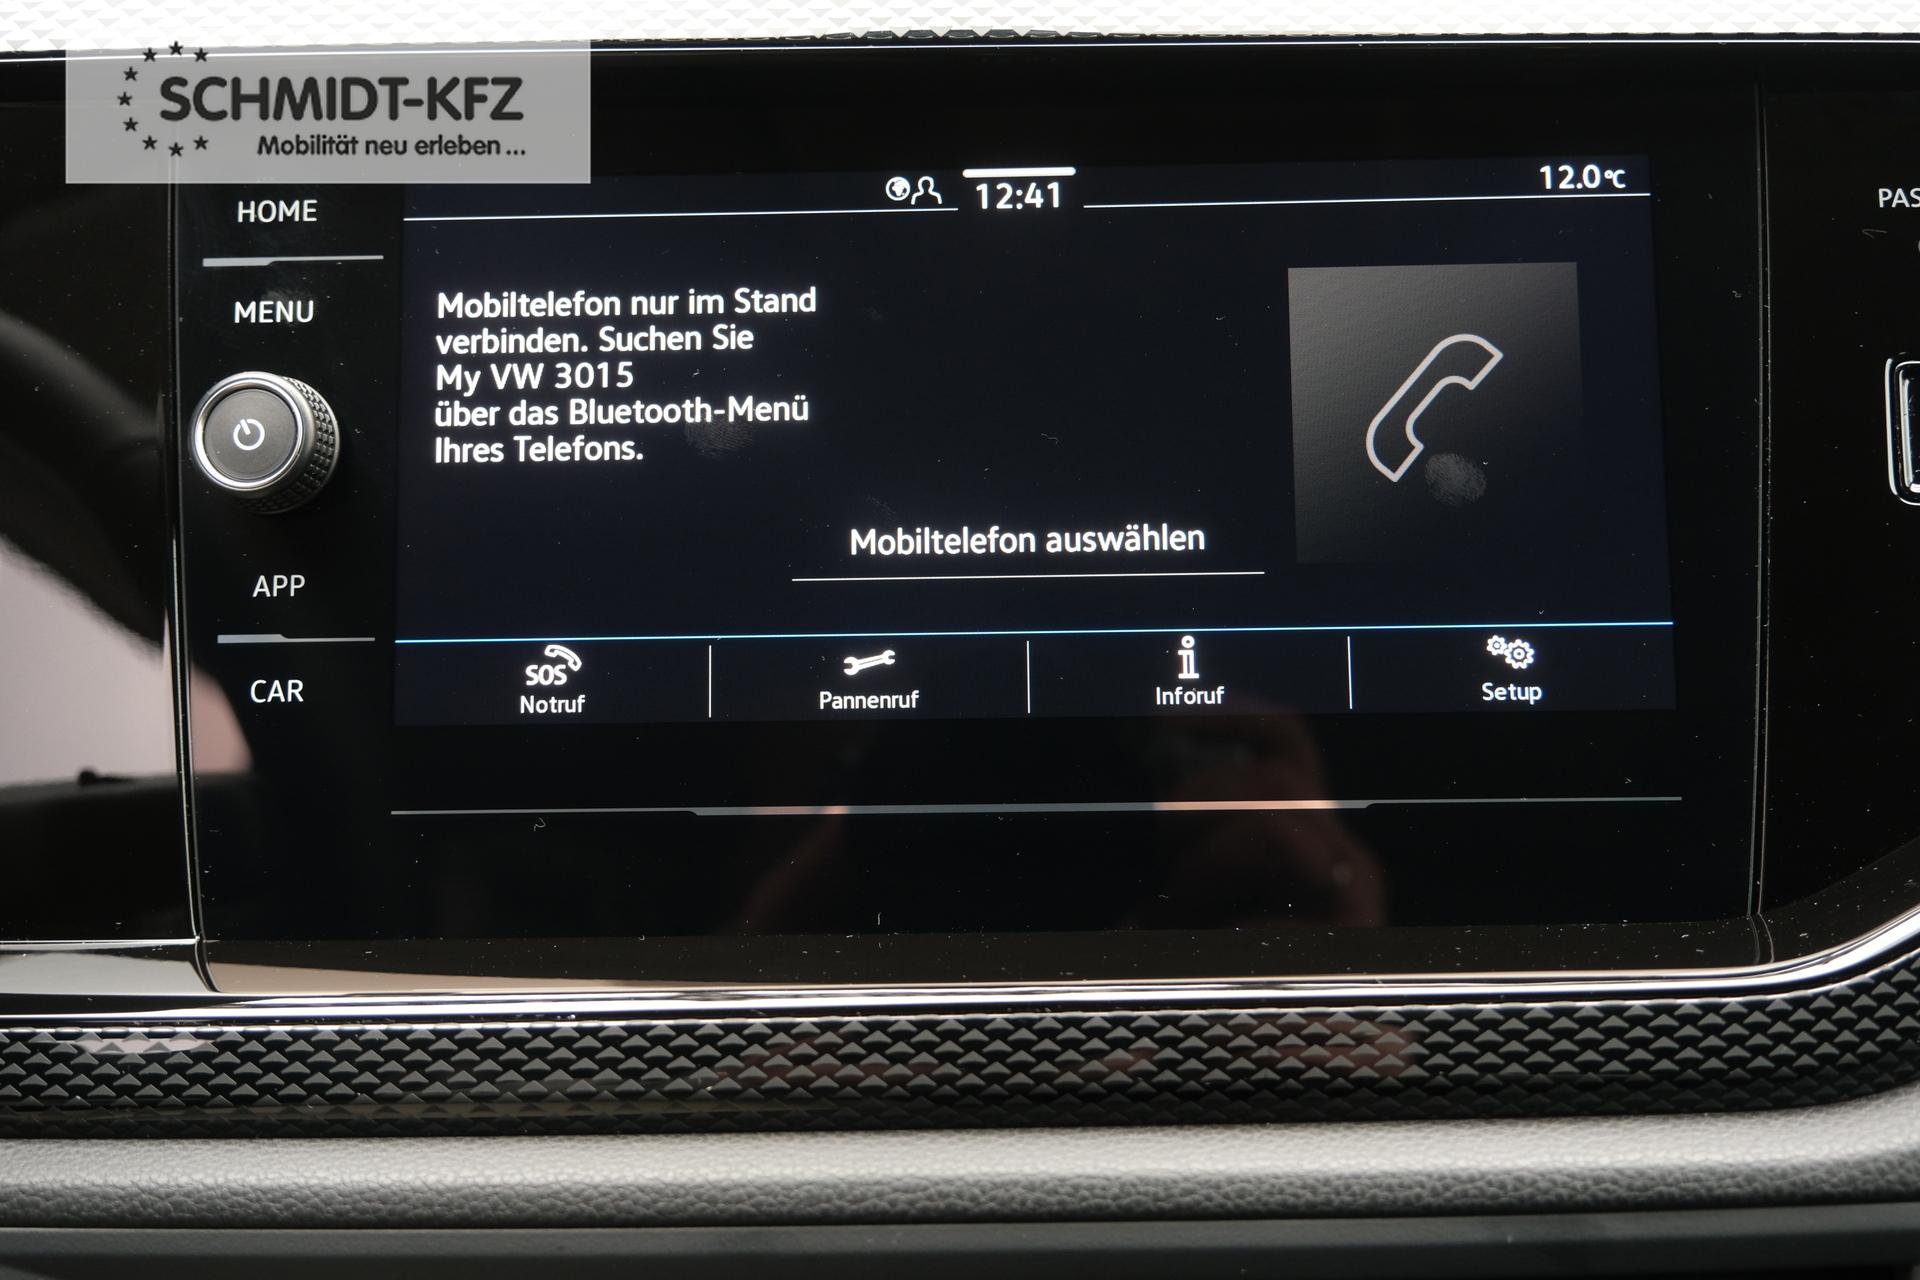 SCHMIDT-KFZ
Mobilität neu erleben...
12:41
12.0°C
PAS
HOME
MENU
APP
CAR
Mobiltelefon nur im Stand
verbinden. Suchen Sie
My VW 3015
über das Bluetooth-Menü
Ihres Telefons.
Mobiltelefon auswählen
SOS
Notruf
Pannenruf
Inforuf
Setup